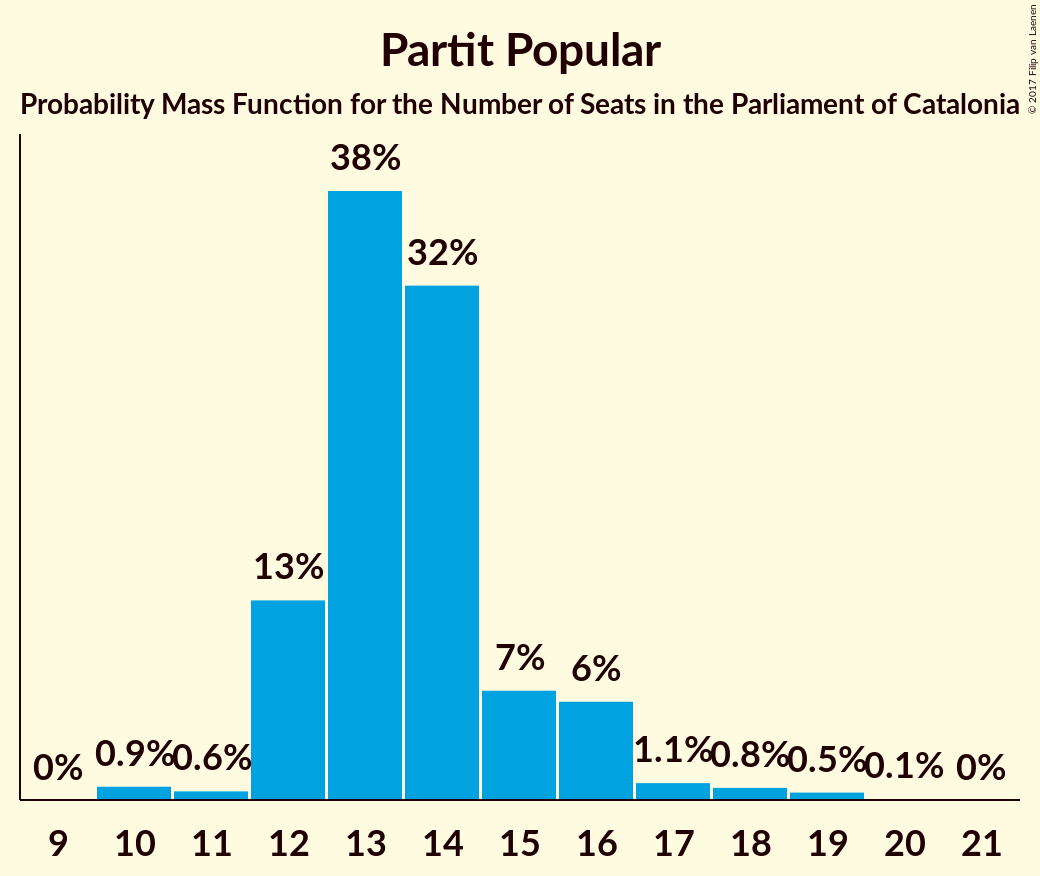 Partit Popular
Probability Mass Function for the Number of Seats in the Parliament of Catalonia
© 2017 Filip van Laenen
38%
32%
13%
7%
6%
0% 0.9% 0.6% 1.1% 0.8% 0.5% 0.1% 0%
9 10 11 12 13 14 15 16 17 18 19 20 21